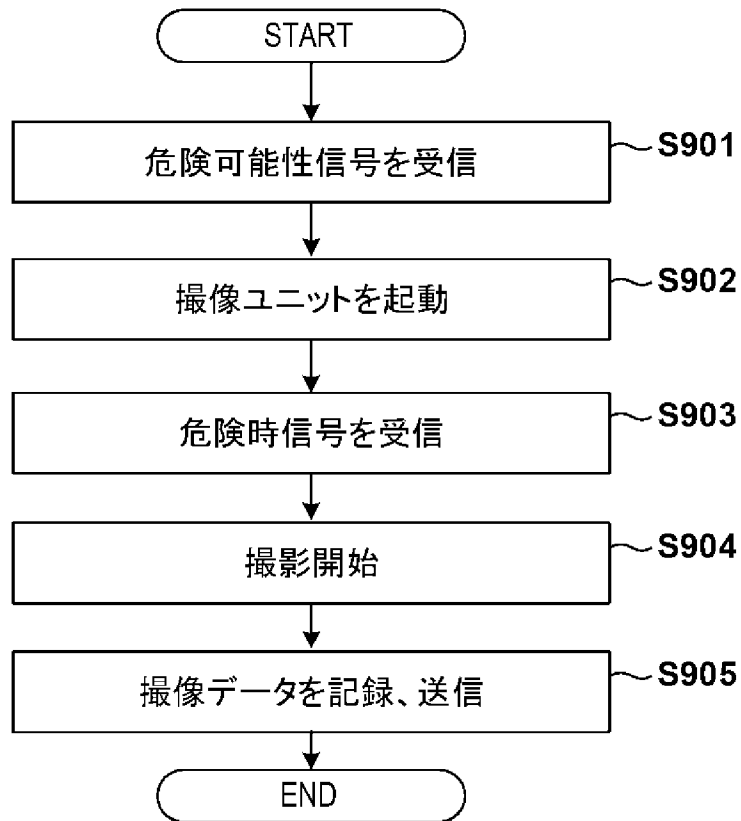 START
危険可能性信号を受信
S901
撮像ユニットを起動
S902
危険時信号を受信
S903
撮影開始
S904
撮像データを記録、送信
S905
END